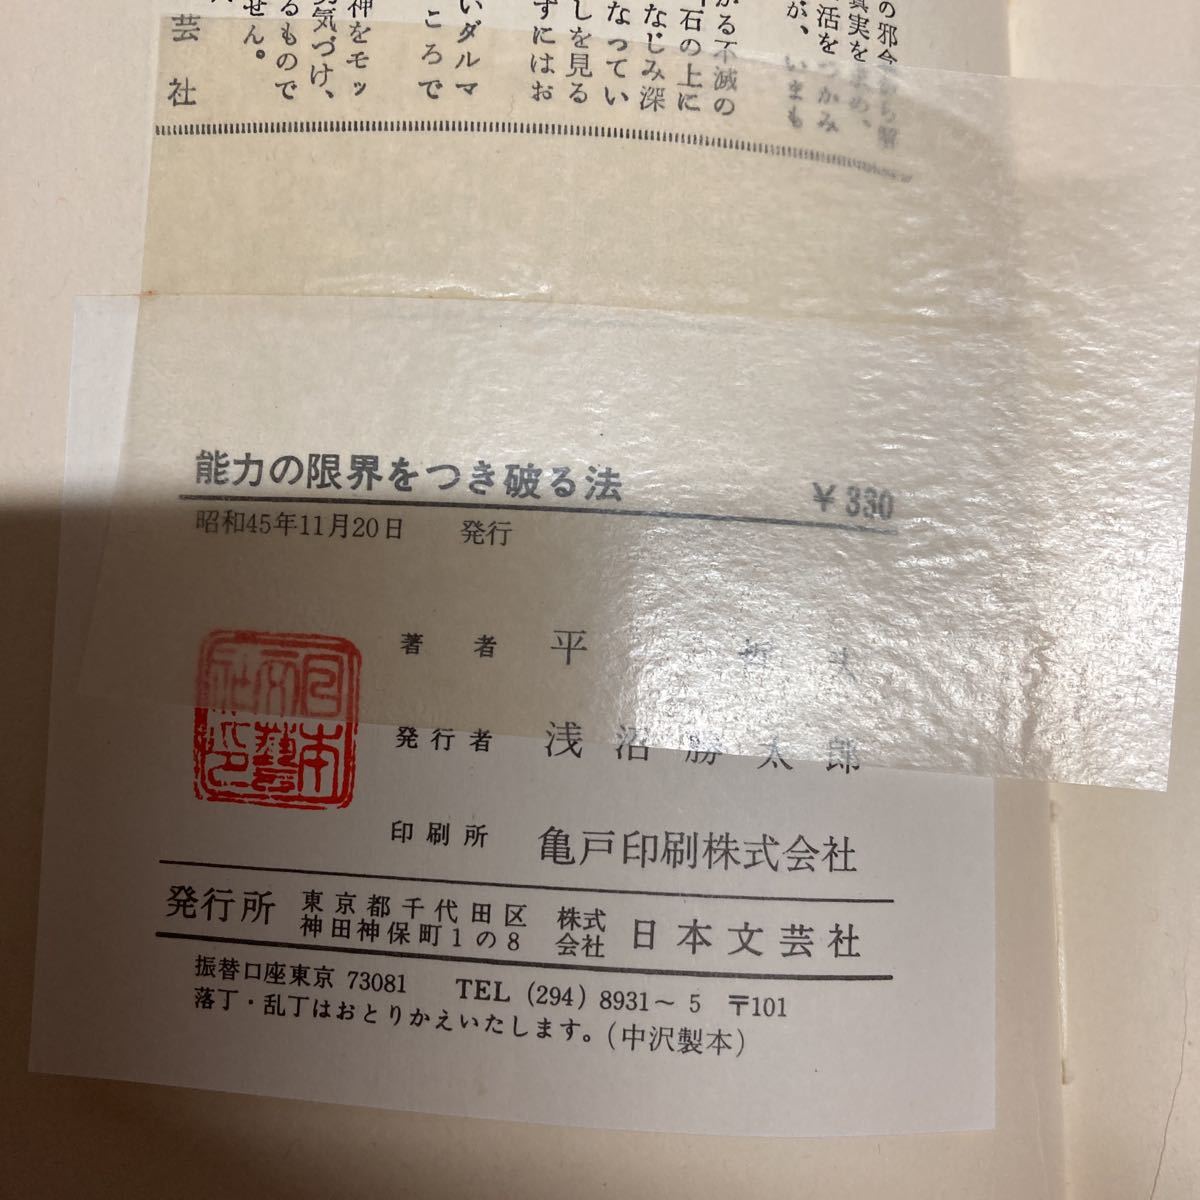 の邪念から解
真実を求め、
活をつかみ
が、いまも
がる不滅の
石の上に
なじみ深
なってい
しを見る
ずにはお
いダルマ
ころで
神をモッ
勇気づけ、
るもので
せん。
芸社
能力の限界をつき破る法 ￥330
昭和45年11月20日 発行
著者 平 哲夫
発行者 浅沼勝太郎
印刷所 亀戸印刷株式会社
発行所 東京都千代田区神田神保町1の8 株式会社 日本文芸社
振替口座東京 73081 TEL (294) 8931～5 〒101
落丁・乱丁はおとりかえいたします。(中沢製本)